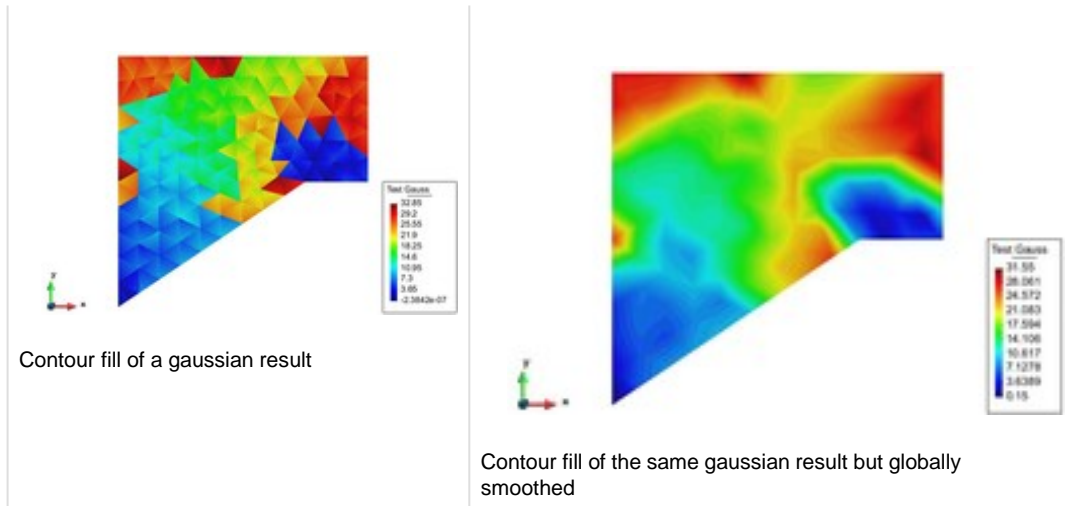 Test Gauss
32.85
29.2
25.55
21.9
18.25
14.6
10.95
7.3
3.65
-2.3842e-07
y
x
Contour fill of a gaussian result
Test Gauss
31.55
28.061
24.572
21.083
17.594
14.106
10.617
7.1278
3.6389
0.15
y
x
Contour fill of the same gaussian result but globally
smoothed